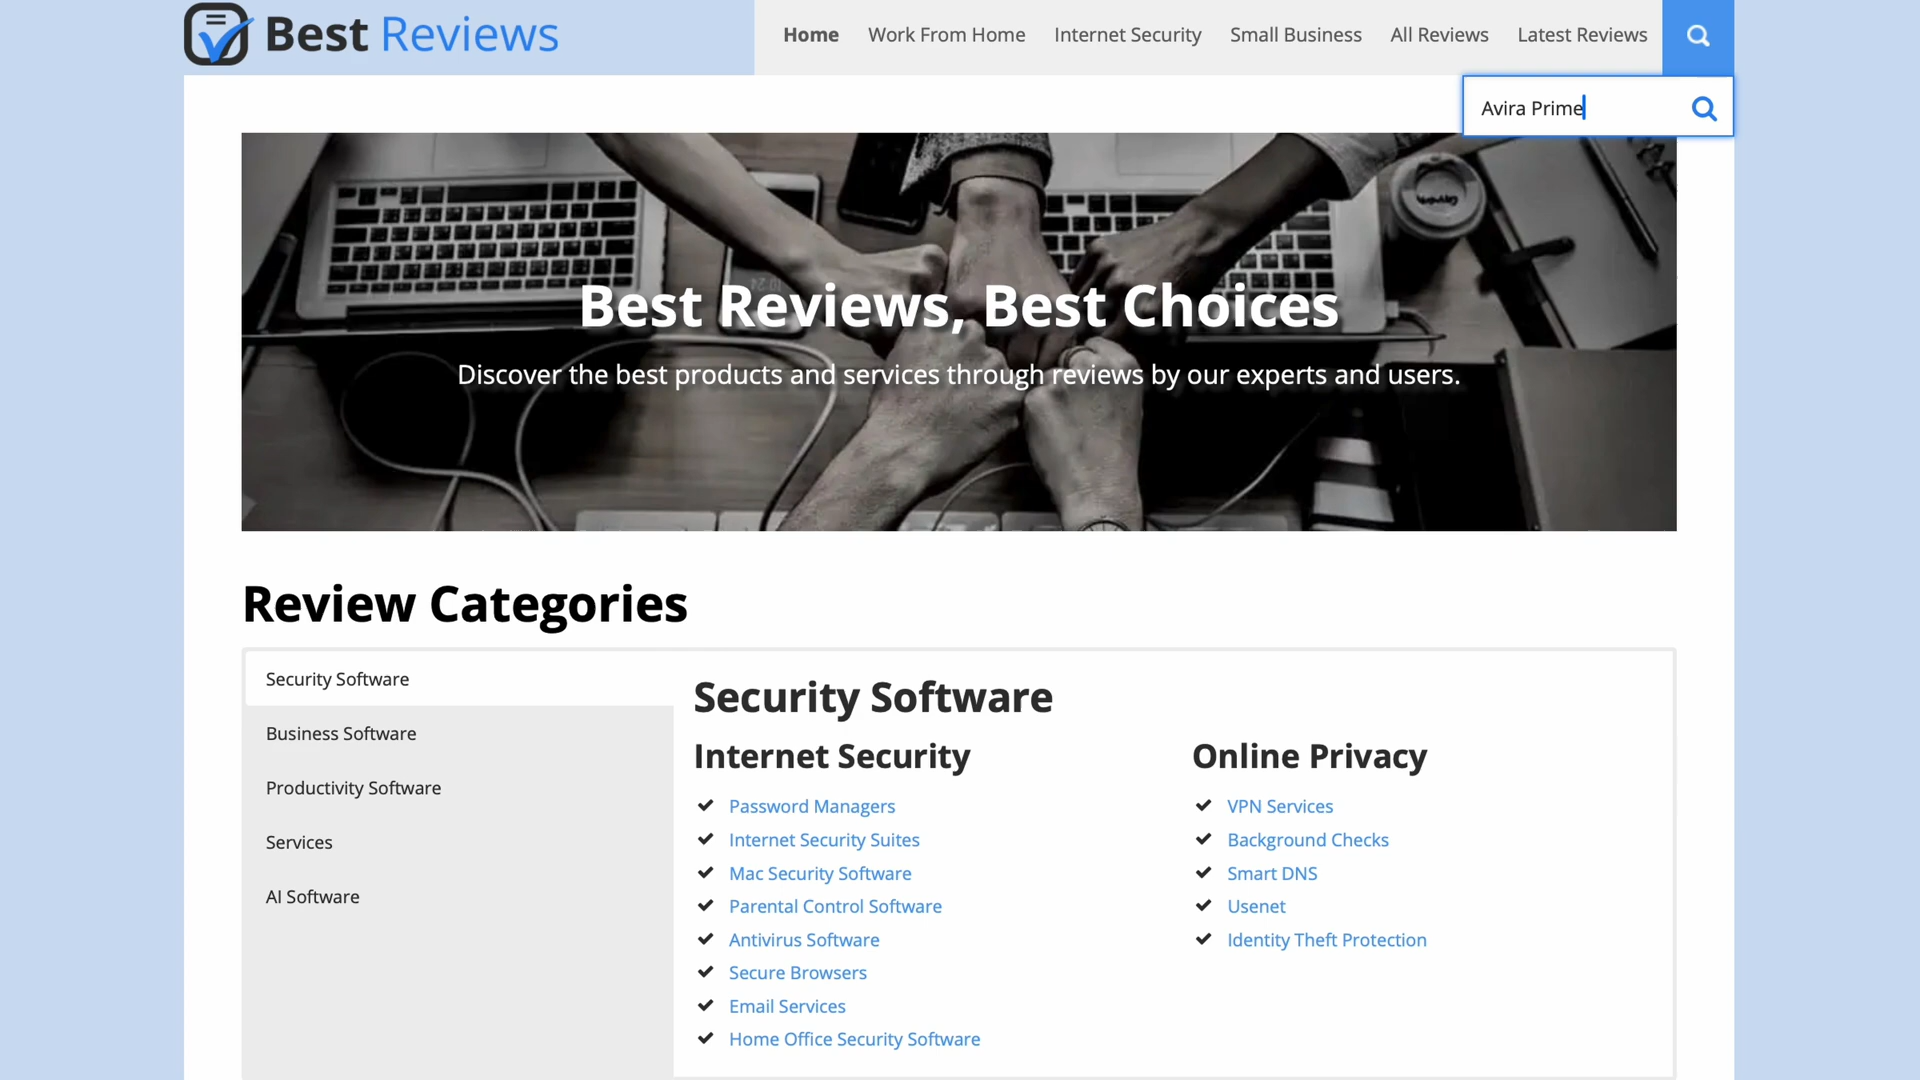 Best Reviews
Home Work From Home Internet Security Small Business All Reviews Latest Reviews
Avira Prime
Best Reviews, Best Choices
Discover the best products and services through reviews by our experts and users.
Review Categories
Security Software
Business Software
Productivity Software
Services
AI Software
Security Software
Internet Security
Password Managers
Internet Security Suites
Mac Security Software
Parental Control Software
Antivirus Software
Secure Browsers
Email Services
Home Office Security Software
Online Privacy
VPN Services
Background Checks
Smart DNS
Usenet
Identity Theft Protection